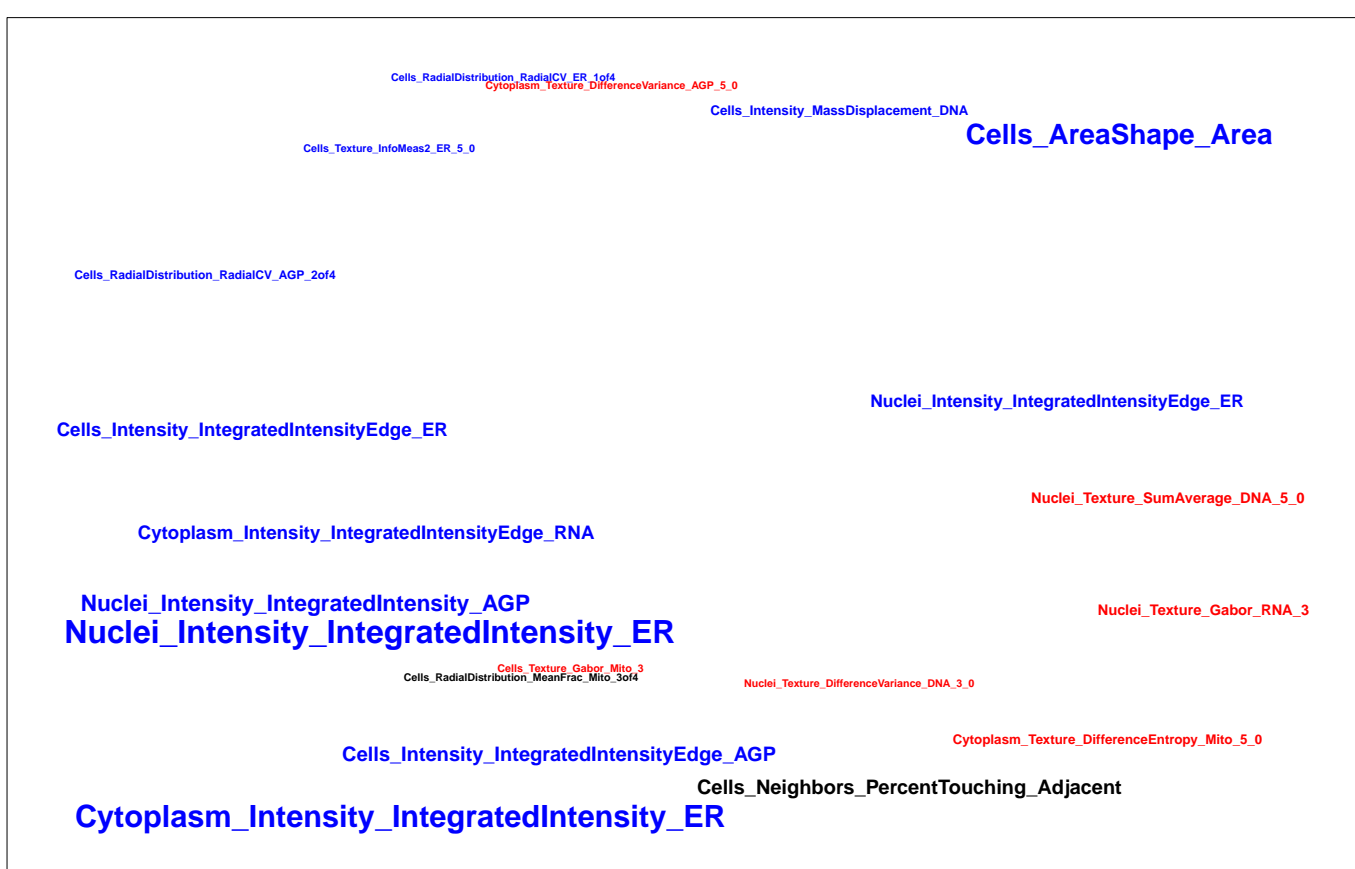 Cells_RadialDistribution_RadialCV_ER_1of4
Cytoplasm_Texture_DifferenceVariance_AGP_5_0
Cells_Intensity_MassDisplacement_DNA
Cells_AreaShape_Area
Cells_Texture_InfoMeas2_ER_5_0
Cells_RadialDistribution_RadialCV_AGP_2of4
Nuclei_Intensity_IntegratedIntensityEdge_ER
Cells_Intensity_IntegratedIntensityEdge_ER
Nuclei_Texture_SumAverage_DNA_5_0
Cytoplasm_Intensity_IntegratedIntensityEdge_RNA
Nuclei_Intensity_IntegratedIntensity_AGP
Nuclei_Texture_Gabor_RNA_3
Nuclei_Intensity_IntegratedIntensity_ER
Cells_Texture_Gabor_Mito_3
Cells_RadialDistribution_MeanFrac_Mito_3of4
Nuclei_Texture_DifferenceVariance_DNA_3_0
Cytoplasm_Texture_DifferenceEntropy_Mito_5_0
Cells_Intensity_IntegratedIntensityEdge_AGP
Cells_Neighbors_PercentTouching_Adjacent
Cytoplasm_Intensity_IntegratedIntensity_ER